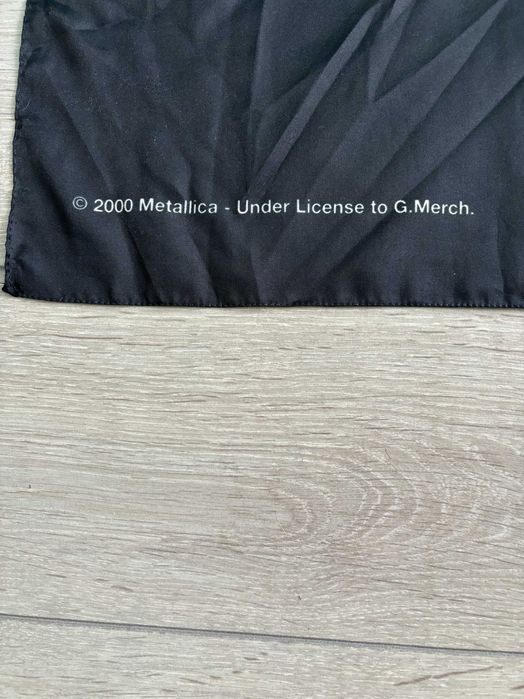 © 2000 Metallica - Under License to G.Merch.